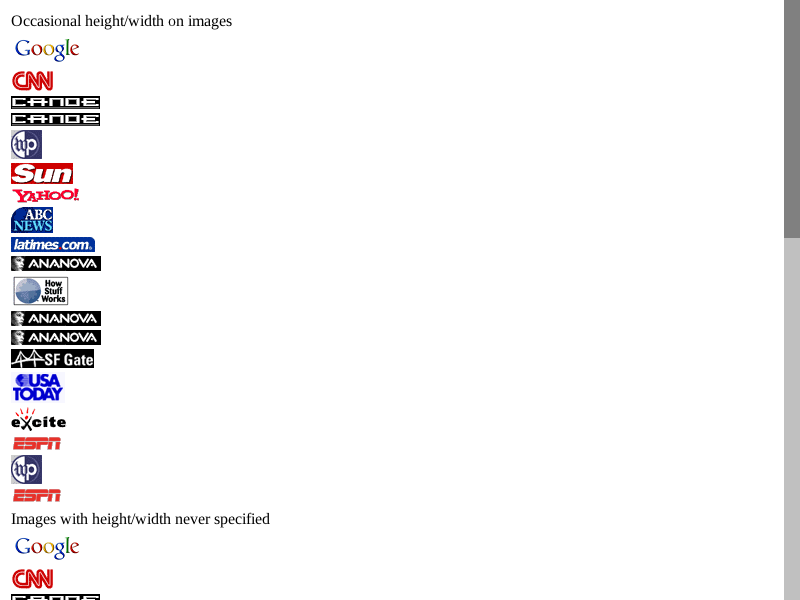 Occasional height/width on images
Google
CNN
CANOE
CANOE
wp
Sun
YAHOO!
ABC NEWS
latimes.com
ANANOVA
How Stuff Works
ANANOVA
ANANOVA
SF Gate
USA TODAY
excite
ESPN
wp
ESPN
Images with height/width never specified
Google
CNN
CANOE